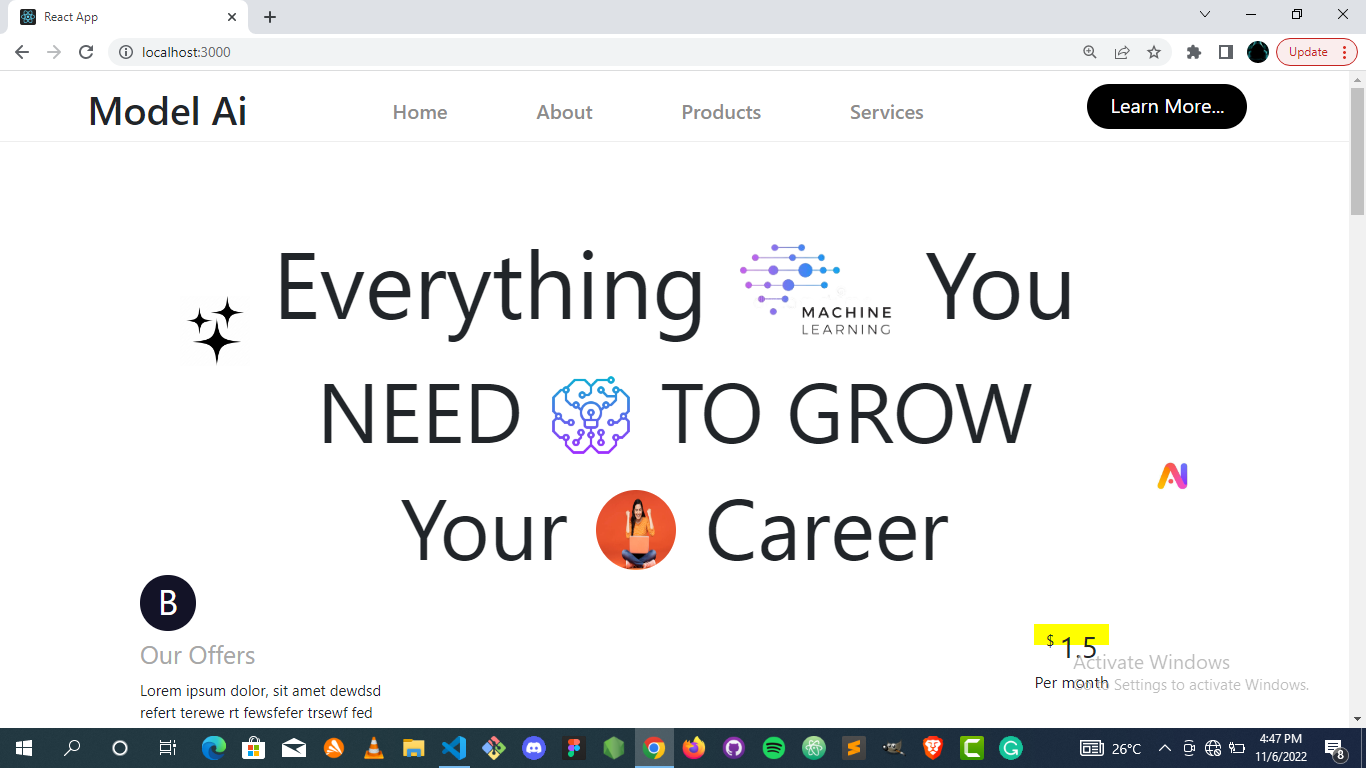 React App
localhost:3000
Update
Model Ai
Home About Products Services
Learn More...
Everything MACHINE LEARNING You
NEED TO GROW
Your Career
B
Our Offers
Lorem ipsum dolor, sit amet dewdsd
refert terewe rt fewsfefer trsewf fed
AI
$ 1.5
Per month
Activate Windows
Go to Settings to activate Windows.
26°C
4:47 PM
11/6/2022
8